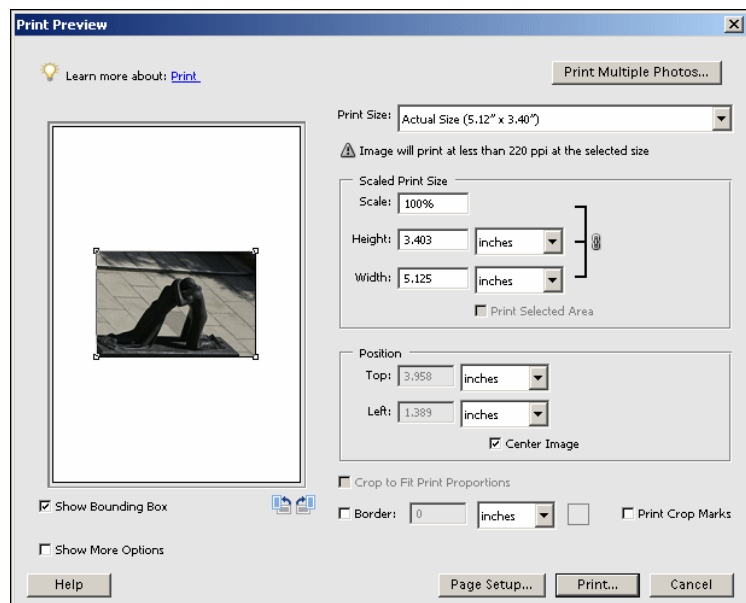 Print Preview
Learn more about: Print
Print Multiple Photos...
Print Size: Actual Size (5.12" x 3.40")
Image will print at less than 220 ppi at the selected size
Scaled Print Size
Scale: 100%
Height: 3.403 inches
Width: 5.125 inches
Print Selected Area
Position
Top: 3.958 inches
Left: 1.389 inches
Center Image
Crop to Fit Print Proportions
Show Bounding Box
Border: 0 inches Print Crop Marks
Show More Options
Help Page Setup... Print... Cancel